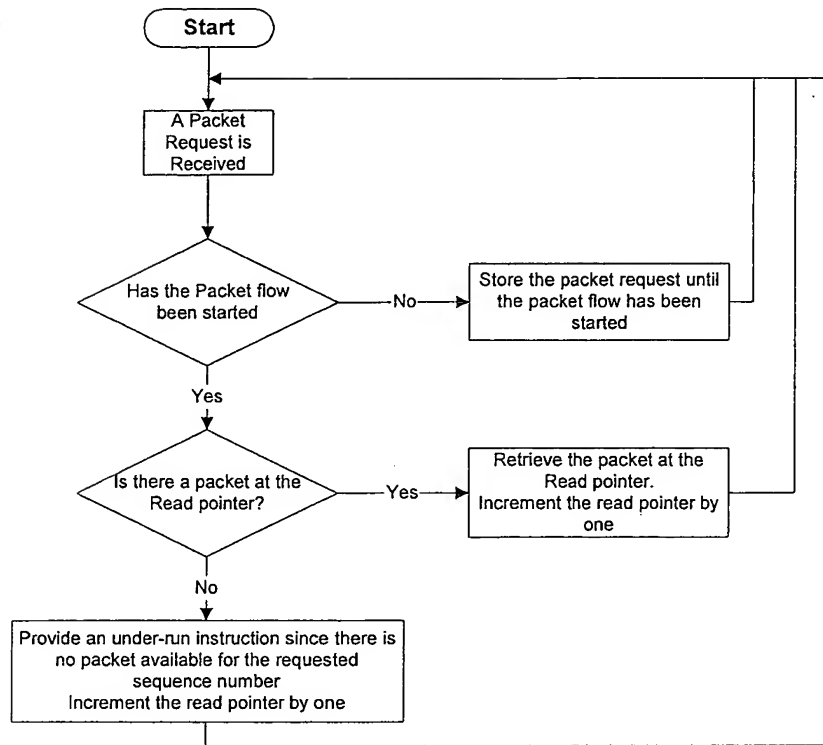 Start
A Packet
Request is
Received
Has the Packet flow
been started
No
Store the packet request until
the packet flow has been
started
Yes
Is there a packet at the
Read pointer?
Yes
Retrieve the packet at the
Read pointer.
Increment the read pointer by
one
No
Provide an under-run instruction since there is
no packet available for the requested
sequence number
Increment the read pointer by one